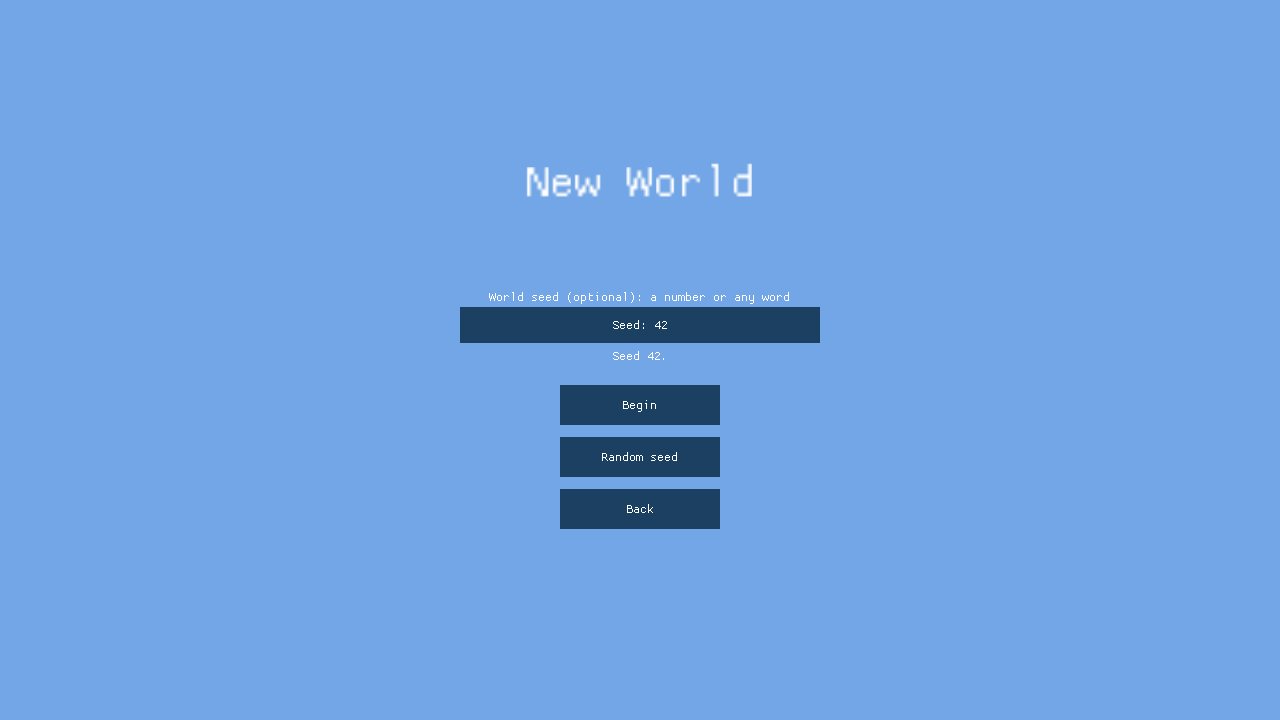 New World
World seed (optional): a number or any word
Seed: 42
Seed 42.
Begin
Random seed
Back